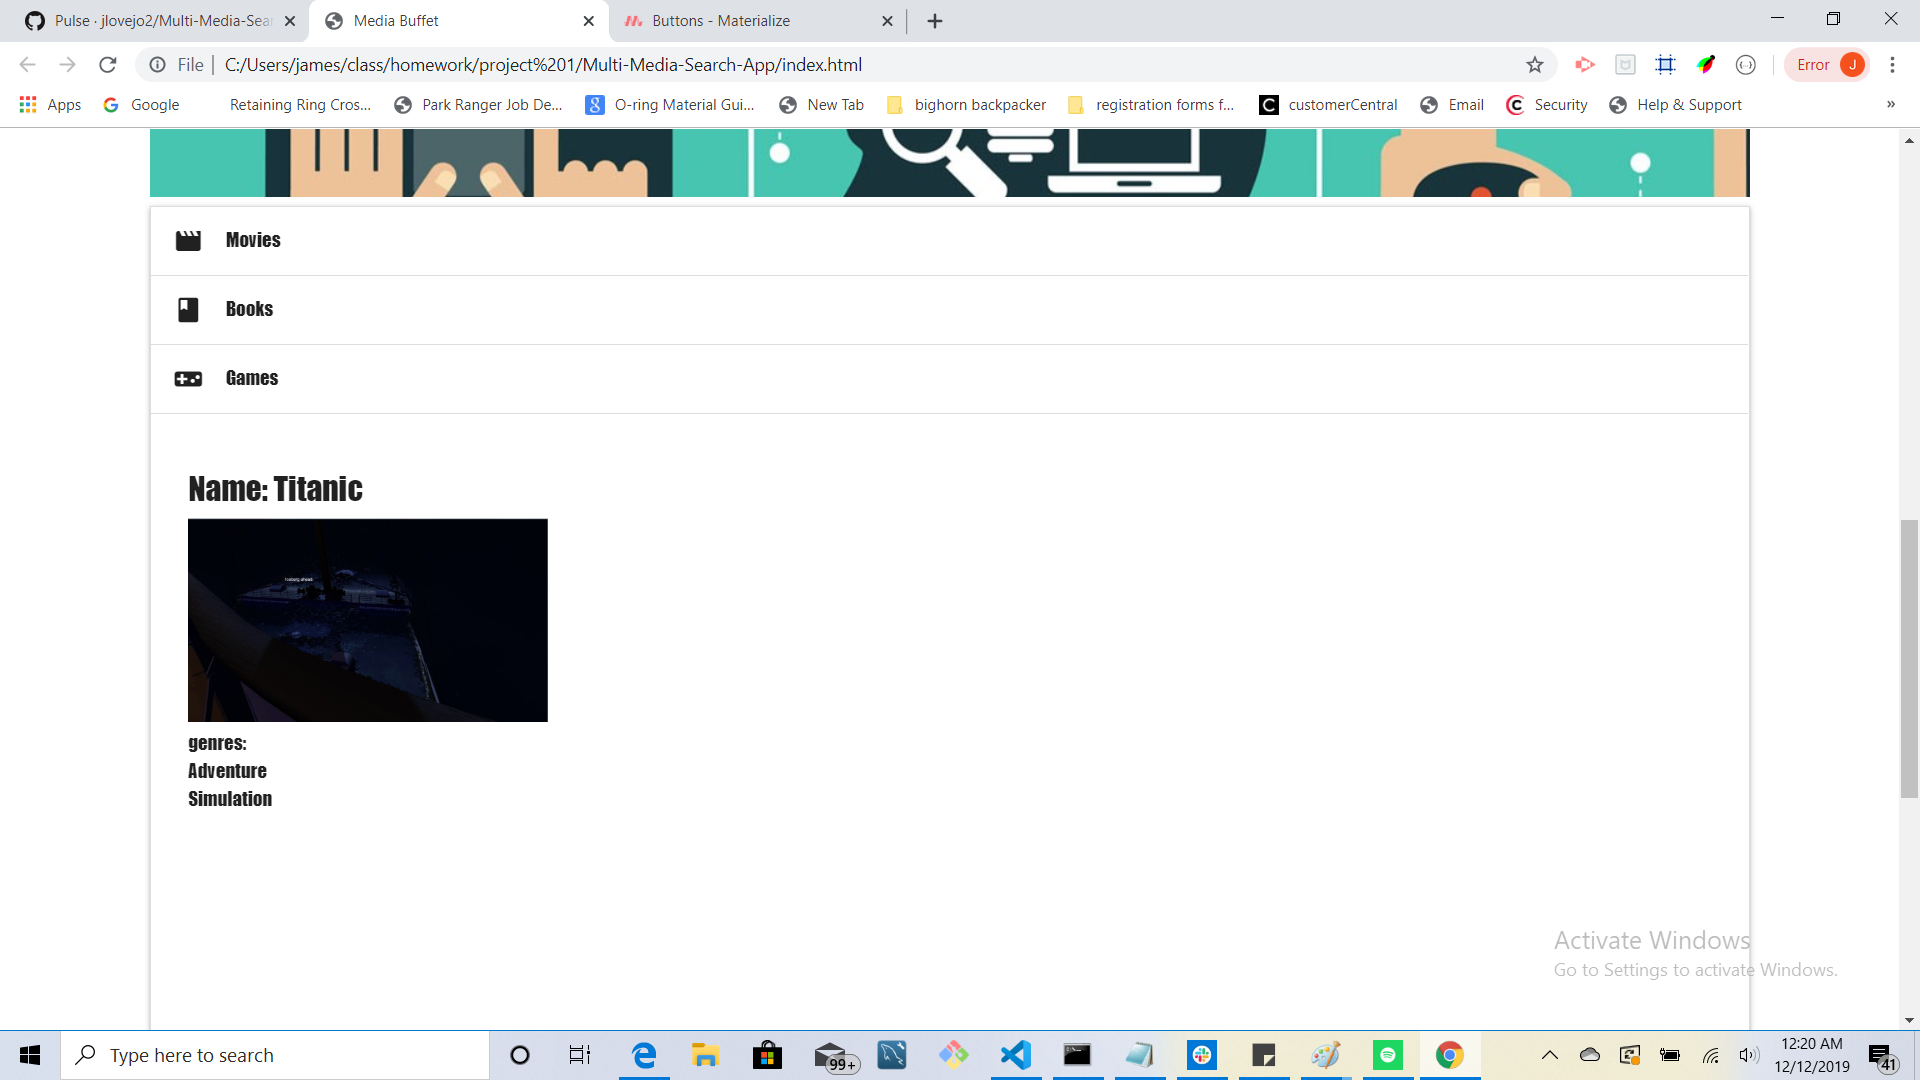 Pulse · jlovejo2/Multi-Media-Sear
Media Buffet
Buttons - Materialize
File | C:/Users/james/class/homework/project%201/Multi-Media-Search-App/index.html
Error J
Apps
Google
Retaining Ring Cros...
Park Ranger Job De...
O-ring Material Gui...
New Tab
bighorn backpacker
registration forms f...
customerCentral
Email
Security
Help & Support
»
Movies
Books
Games
Name: Titanic
Iceberg ahead
genres:
Adventure
Simulation
Activate Windows
Go to Settings to activate Windows.
Type here to search
99+
12:20 AM
12/12/2019
41